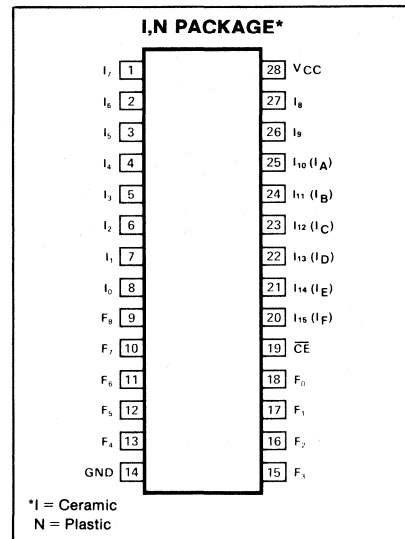 I,N PACKAGE*
I7 1 28 VCC
I6 2 27 I8
I5 3 26 I9
I4 4 25 I10 (IA)
I3 5 24 I11 (IB)
I2 6 23 I12 (IC)
I1 7 22 I13 (ID)
I0 8 21 I14 (IE)
F8 9 20 I15 (IF)
F7 10 19 C̅E̅
F6 11 18 F0
F5 12 17 F1
F4 13 16 F2
GND 14 15 F3
*I = Ceramic
N = Plastic